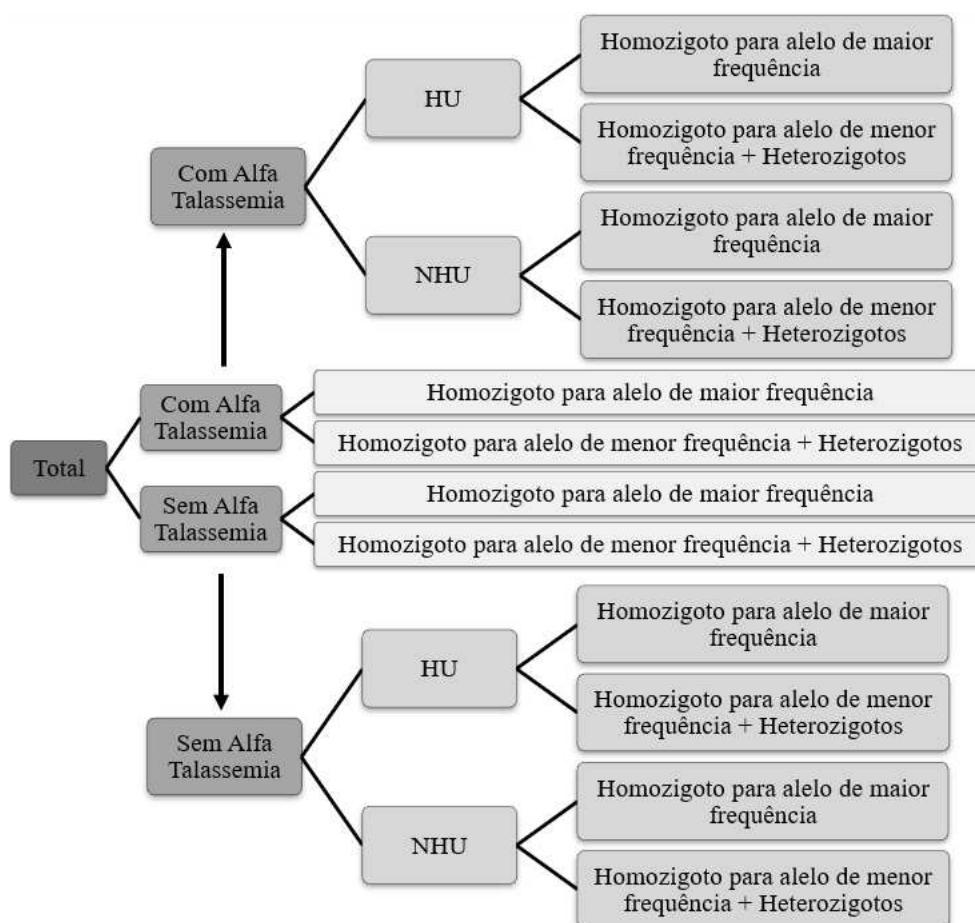 Homozigoto para alelo de maior
frequência
HU
Homozigoto para alelo de menor
frequência + Heterozigotos
Com Alfa
Talassemia
Homozigoto para alelo de maior
frequência
NHU
Homozigoto para alelo de menor
frequência + Heterozigotos
Total
Com Alfa
Talassemia
Homozigoto para alelo de maior frequência
Homozigoto para alelo de menor frequência + Heterozigotos
Sem Alfa
Talassemia
Homozigoto para alelo de maior frequência
Homozigoto para alelo de menor frequência + Heterozigotos
Homozigoto para alelo de maior
frequência
HU
Homozigoto para alelo de menor
frequência + Heterozigotos
Sem Alfa
Talassemia
Homozigoto para alelo de maior
frequência
NHU
Homozigoto para alelo de menor
frequência + Heterozigotos